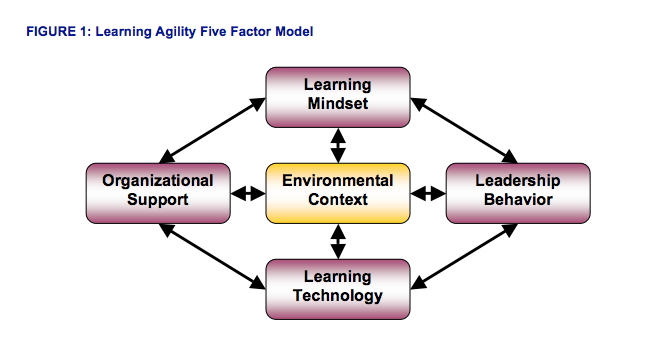 FIGURE 1: Learning Agility Five Factor Model
Learning
Mindset
Organizational
Support
Environmental
Context
Leadership
Behavior
Learning
Technology